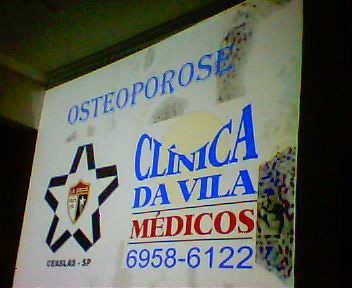 OSTEOPOROSE
CLÍNICA
DA VILA
MÉDICOS
6958-6122